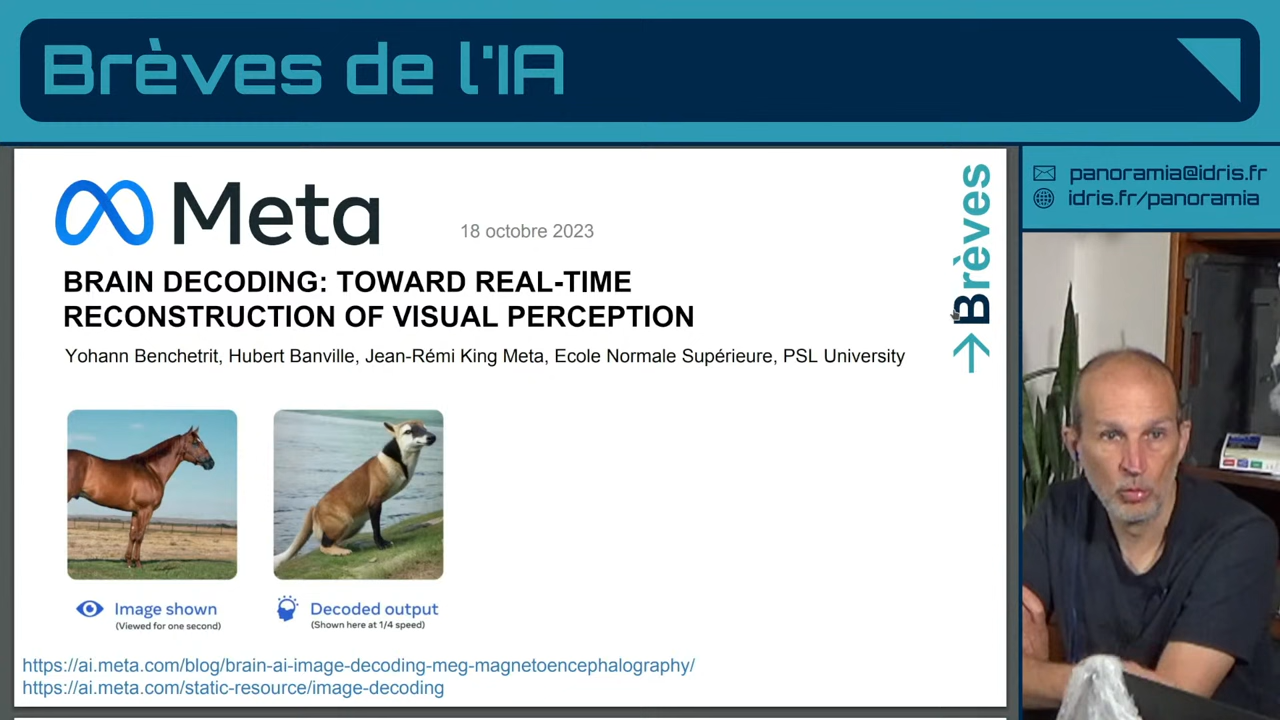 Brèves de l'IA
Meta
18 octobre 2023
BRAIN DECODING: TOWARD REAL-TIME
RECONSTRUCTION OF VISUAL PERCEPTION
Yohann Benchetrit, Hubert Banville, Jean-Rémi King Meta, Ecole Normale Supérieure, PSL University
Image shown
(Viewed for one second)
Decoded output
(Shown here at 1/4 speed)
https://ai.meta.com/blog/brain-ai-image-decoding-meg-magnetoencephalography/
https://ai.meta.com/static-resource/image-decoding
Brèves
panoramia@idris.fr
idris.fr/panoramia